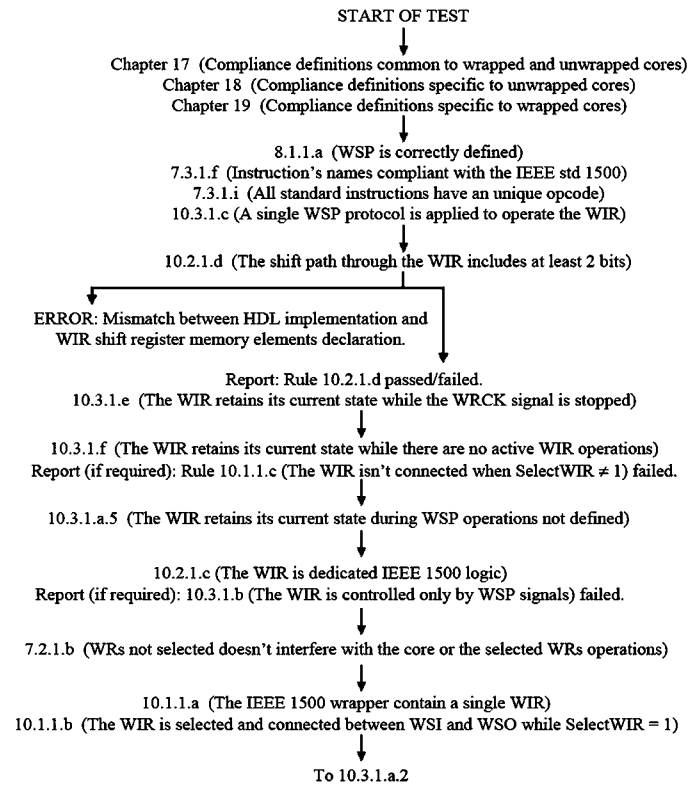 START OF TEST
Chapter 17 (Compliance definitions common to wrapped and unwrapped cores)
Chapter 18 (Compliance definitions specific to unwrapped cores)
Chapter 19 (Compliance definitions specific to wrapped cores)
8.1.1.a (WSP is correctly defined)
7.3.1.f (Instruction's names compliant with the IEEE std 1500)
7.3.1.i (All standard instructions have an unique opcode)
10.3.1.c (A single WSP protocol is applied to operate the WIR)
10.2.1.d (The shift path through the WIR includes at least 2 bits)
ERROR: Mismatch between HDL implementation and
WIR shift register memory elements declaration.
Report: Rule 10.2.1.d passed/failed.
10.3.1.e (The WIR retains its current state while the WRCK signal is stopped)
10.3.1.f (The WIR retains its current state while there are no active WIR operations)
Report (if required): Rule 10.1.1.c (The WIR isn't connected when SelectWIR ≠ 1) failed.
10.3.1.a.5 (The WIR retains its current state during WSP operations not defined)
10.2.1.c (The WIR is dedicated IEEE 1500 logic)
Report (if required): 10.3.1.b (The WIR is controlled only by WSP signals) failed.
7.2.1.b (WRs not selected doesn't interfere with the core or the selected WRs operations)
10.1.1.a (The IEEE 1500 wrapper contain a single WIR)
10.1.1.b (The WIR is selected and connected between WSI and WSO while SelectWIR = 1)
To 10.3.1.a.2